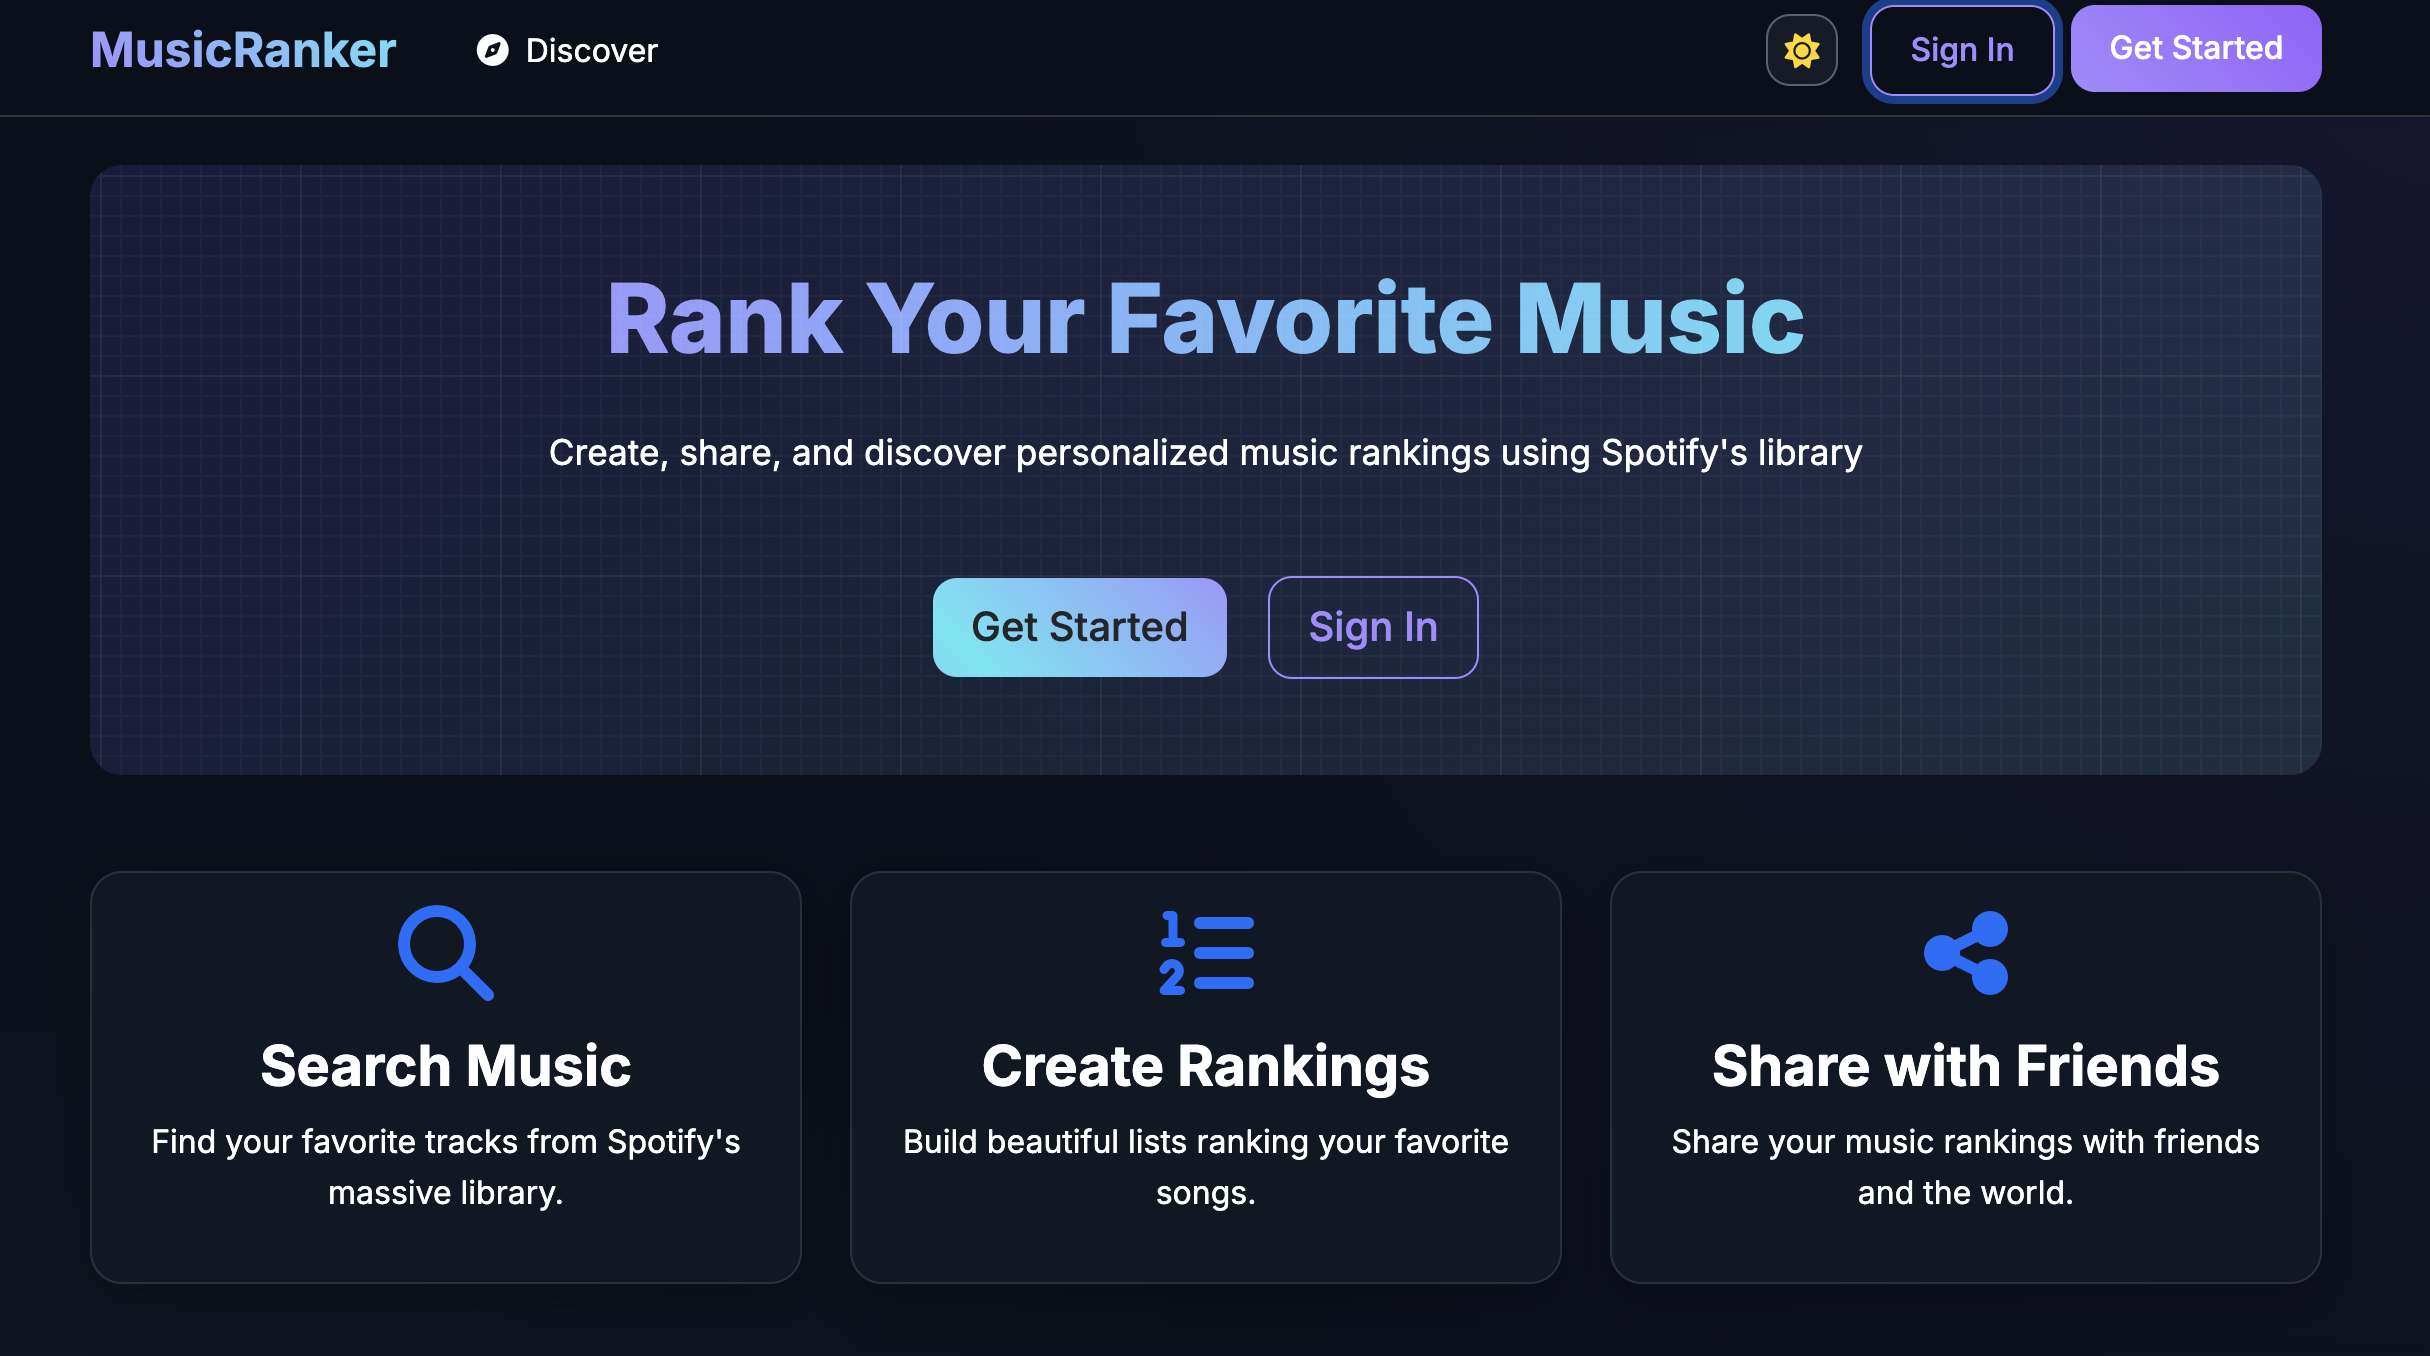 MusicRanker
Discover
Sign In
Get Started
Rank Your Favorite Music
Create, share, and discover personalized music rankings using Spotify's library
Get Started
Sign In
1
2
Search Music
Find your favorite tracks from Spotify's
massive library.
Create Rankings
Build beautiful lists ranking your favorite
songs.
Share with Friends
Share your music rankings with friends
and the world.